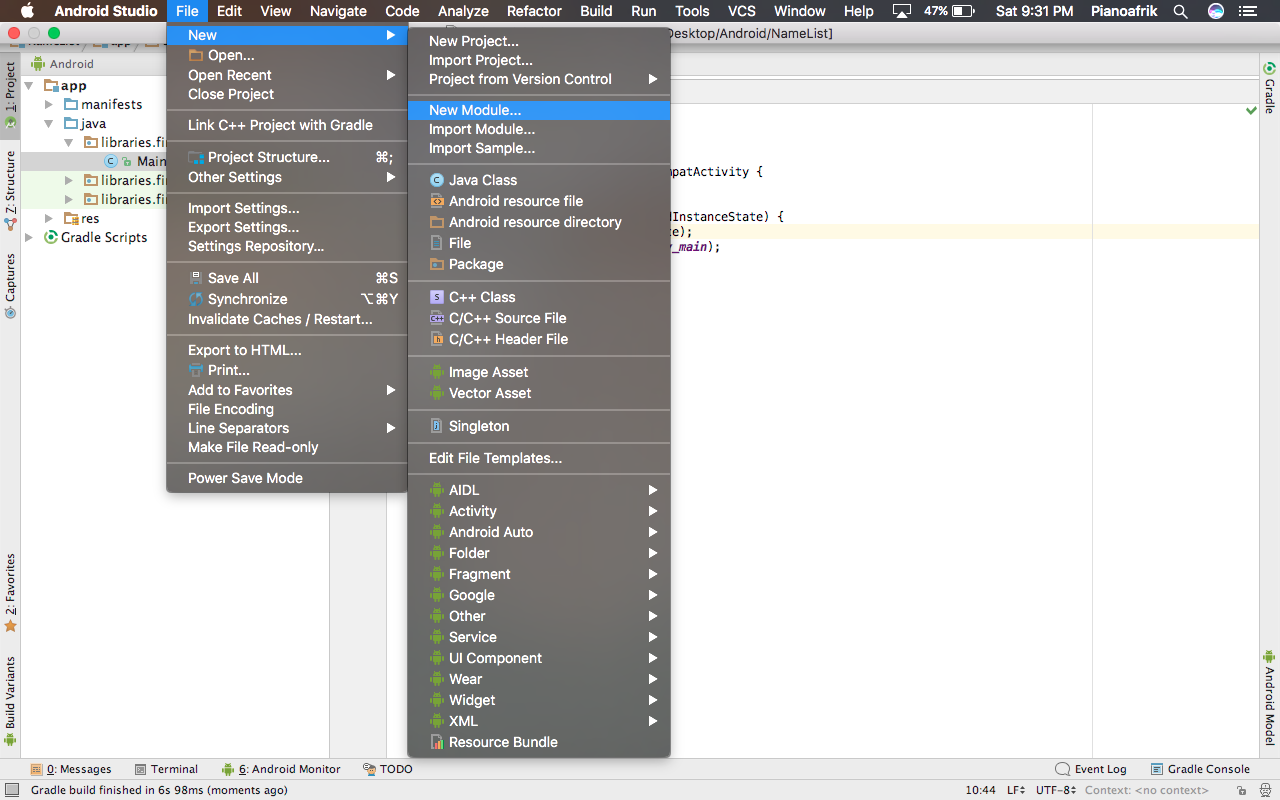 Android Studio File Edit View Navigate Code Analyze Refactor Build Run Tools VCS Window Help 47% Sat 9:31 PM Pianoafrik
Desktop/Android/NameList]
NameList app
Android
1: Project
Z: Structure
Captures
2: Favorites
Build Variants
app
manifests
java
libraries.fi
Main
libraries.fi
libraries.fi
res
Gradle Scripts
New
Open...
Open Recent
Close Project
Link C++ Project with Gradle
Project Structure... ⌘;
Other Settings
Import Settings...
Export Settings...
Settings Repository...
Save All ⌘S
Synchronize ⌥⌘Y
Invalidate Caches / Restart...
Export to HTML...
Print...
Add to Favorites
File Encoding
Line Separators
Make File Read-only
Power Save Mode
New Project...
Import Project...
Project from Version Control
New Module...
Import Module...
Import Sample...
Java Class
Android resource file
Android resource directory
File
Package
C++ Class
C/C++ Source File
C/C++ Header File
Image Asset
Vector Asset
Singleton
Edit File Templates...
AIDL
Activity
Android Auto
Folder
Fragment
Google
Other
Service
UI Component
Wear
Widget
XML
Resource Bundle
mpatActivity {
dInstanceState) {
te);
y_main);
Gradle
Android Model
0: Messages Terminal 6: Android Monitor TODO Event Log Gradle Console
Gradle build finished in 6s 98ms (moments ago) 10:44 LF÷ UTF-8÷ Context: <no context>